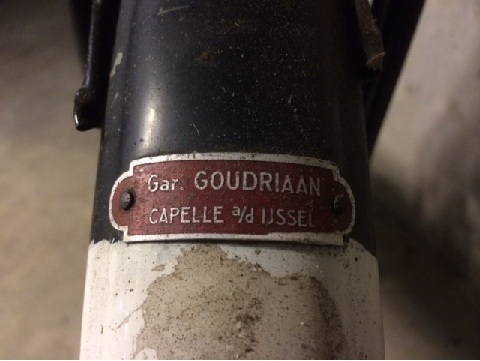 Gar. GOUDRIAAN
CAPELLE a/d IJSSEL